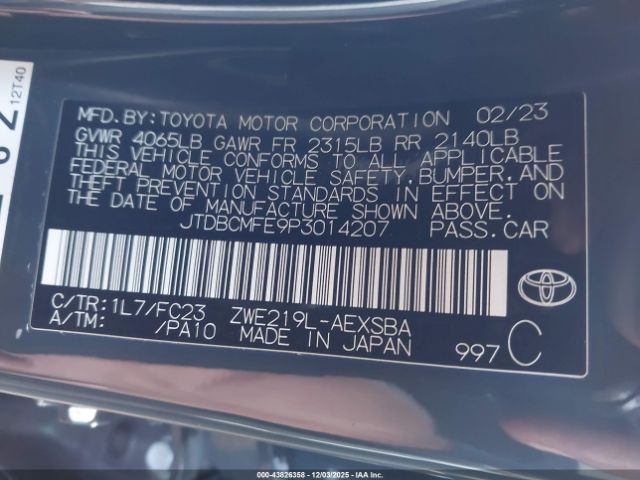 MFD.BY:TOYOTA MOTOR CORPORATION 02/23
GVWR 4065LB GAWR FR 2315LB RR 2140LB
THIS VEHICLE CONFORMS TO ALL APPLICABLE
FEDERAL MOTOR VEHICLE SAFETY,BUMPER,AND
THEFT PREVENTION STANDARDS IN EFFECT ON
THE DATE OF MANUFACTURE SHOWN ABOVE.
JTDBCMFE9P3014207 PASS.CAR
C/TR:1L7/FC23 ZWE219L-AEXSBA
A/TM: /PA10 MADE IN JAPAN 997 C
12T40
000-43826358 - 12/03/2025 - IAA Inc.